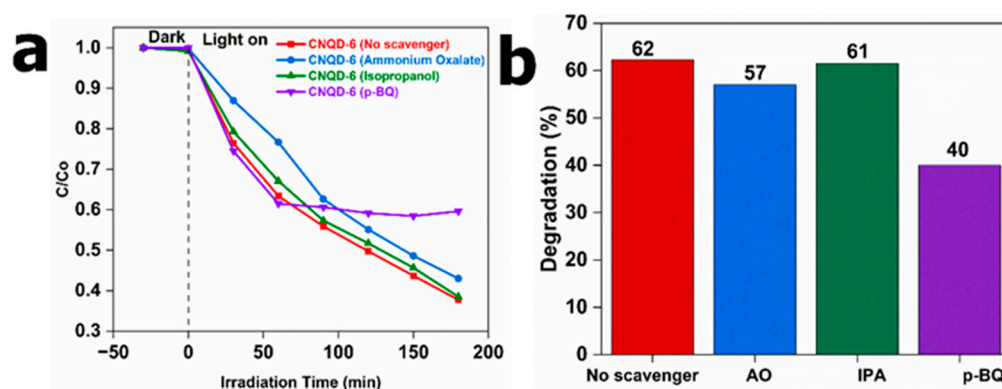 a
Dark
Light on
CNQD-6 (No scavenger)
CNQD-6 (Ammonium Oxalate)
CNQD-6 (Isopropanol)
CNQD-6 (p-BQ)
1.0
0.9
0.8
0.7
0.6
0.5
0.4
0.3
C/Co
−50
0
50
100
150
200
Irradiation Time (min)
b
70
60
50
40
30
20
10
0
Degradation (%)
62
57
61
40
No scavenger
AO
IPA
p-BQ